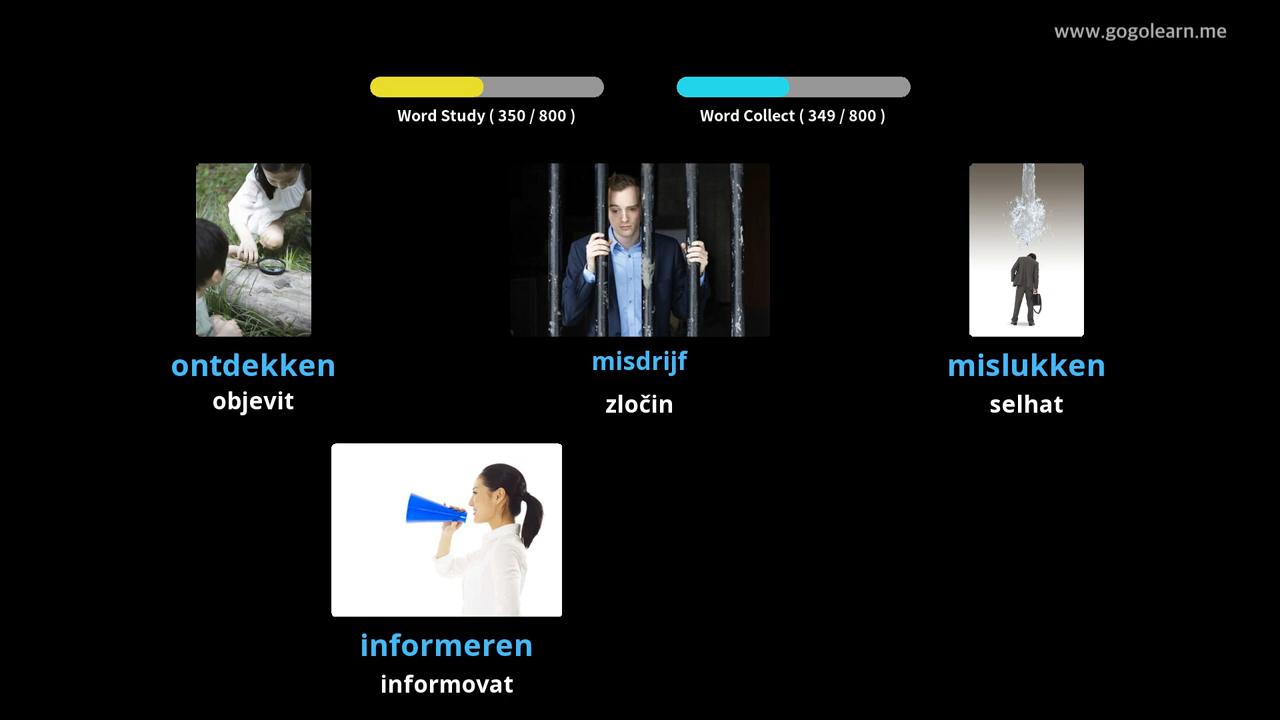 www.gogolearn.me
Word Study ( 350 / 800 )
Word Collect ( 349 / 800 )
ontdekken
objevit
misdrijf
zločin
mislukken
selhat
informeren
informovat